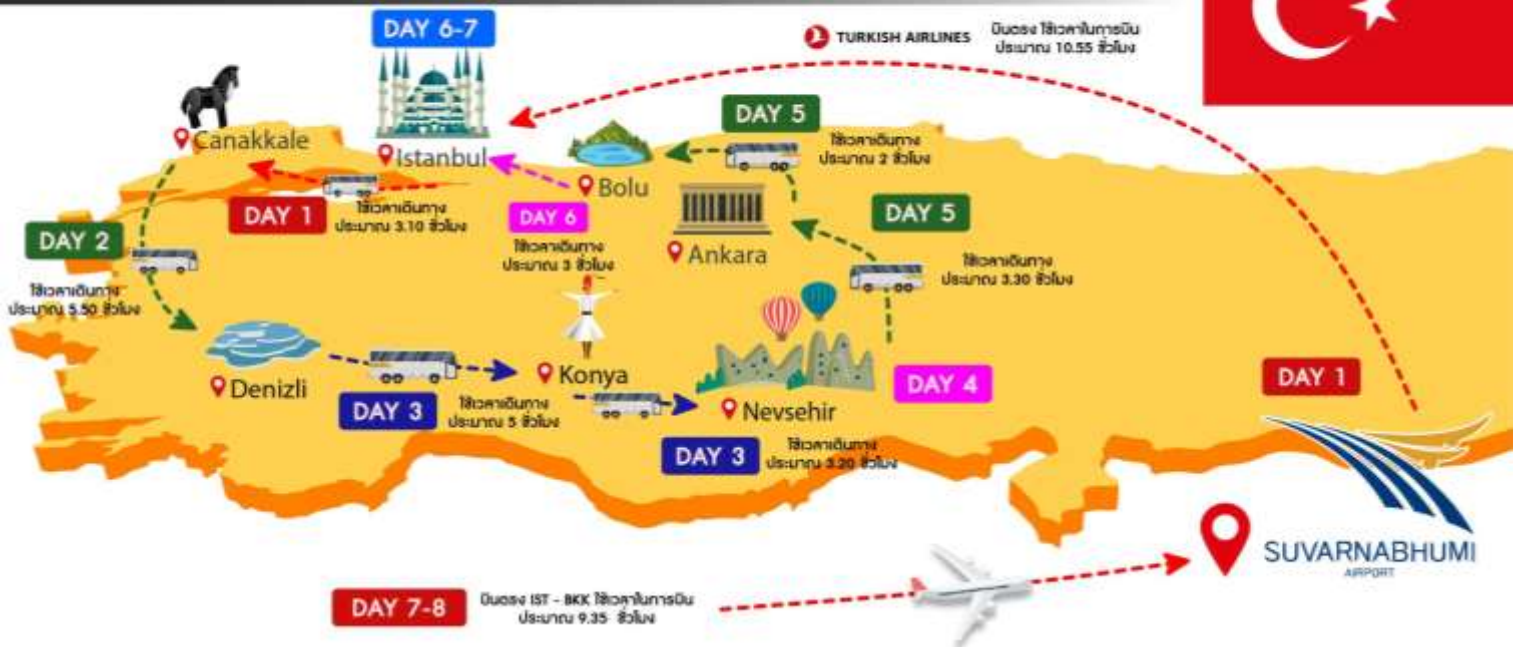 DAY 6-7
TURKISH AIRLINES
บินตรง ใช้เวลาในการบิน
ประมาณ 10.55 ชั่วโมง
Canakkale
Istanbul
DAY 5
ใช้เวลาเดินทาง
ประมาณ 2 ชั่วโมง
Bolu
DAY 1
ใช้เวลาเดินทาง
ประมาณ 3.10 ชั่วโมง
DAY 6
ใช้เวลาเดินทาง
ประมาณ 3 ชั่วโมง
Ankara
DAY 5
ใช้เวลาเดินทาง
ประมาณ 3.30 ชั่วโมง
DAY 2
ใช้เวลาเดินทาง
ประมาณ 5.50 ชั่วโมง
Denizli
DAY 3
ใช้เวลาเดินทาง
ประมาณ 5 ชั่วโมง
Konya
Nevsehir
DAY 4
DAY 3
ใช้เวลาเดินทาง
ประมาณ 3.20 ชั่วโมง
DAY 1
SUVARNABHUMI
AIRPORT
DAY 7-8
บินตรง IST - BKK ใช้เวลาในการบิน
ประมาณ 9.35 ชั่วโมง